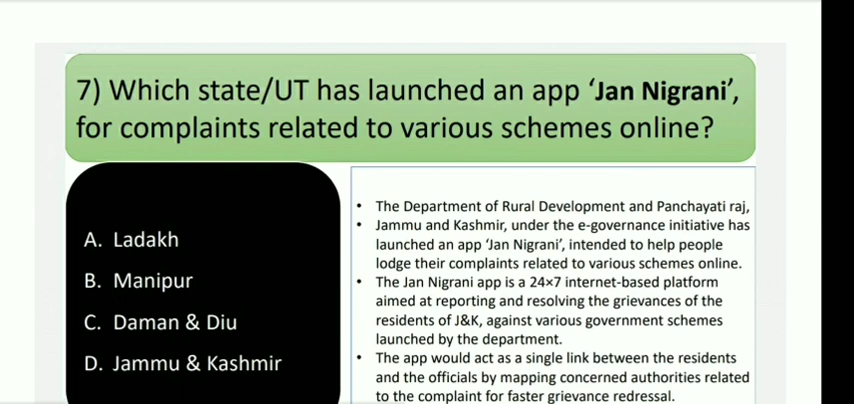 7) Which state/UT has launched an app ‘Jan Nigrani’,
for complaints related to various schemes online?
A. Ladakh
B. Manipur
C. Daman & Diu
D. Jammu & Kashmir
• The Department of Rural Development and Panchayati raj,
• Jammu and Kashmir, under the e-governance initiative has
launched an app ‘Jan Nigrani’, intended to help people
lodge their complaints related to various schemes online.
• The Jan Nigrani app is a 24×7 internet-based platform
aimed at reporting and resolving the grievances of the
residents of J&K, against various government schemes
launched by the department.
• The app would act as a single link between the residents
and the officials by mapping concerned authorities related
to the complaint for faster grievance redressal.